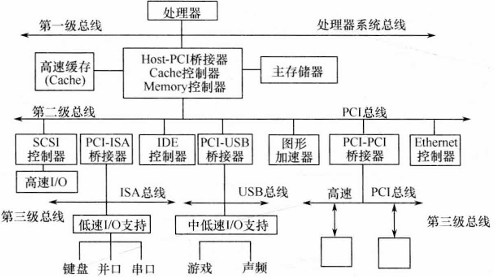 处理器
第一级总线
处理器系统总线
高速缓存
(Cache)
Host-PCI桥接器
Cache控制器
Memory控制器
主存储器
第二级总线
PCI总线
SCSI
控制器
PCI-ISA
桥接器
IDE
控制器
PCI-USB
桥接器
图形
加速器
PCI-PCI
桥接器
Ethernet
控制器
高速I/O
ISA总线
USB总线
高速
PCI总线
第三级总线
低速I/O支持
中低速I/O支持
第三级总线
键盘
并口
串口
游戏
声频